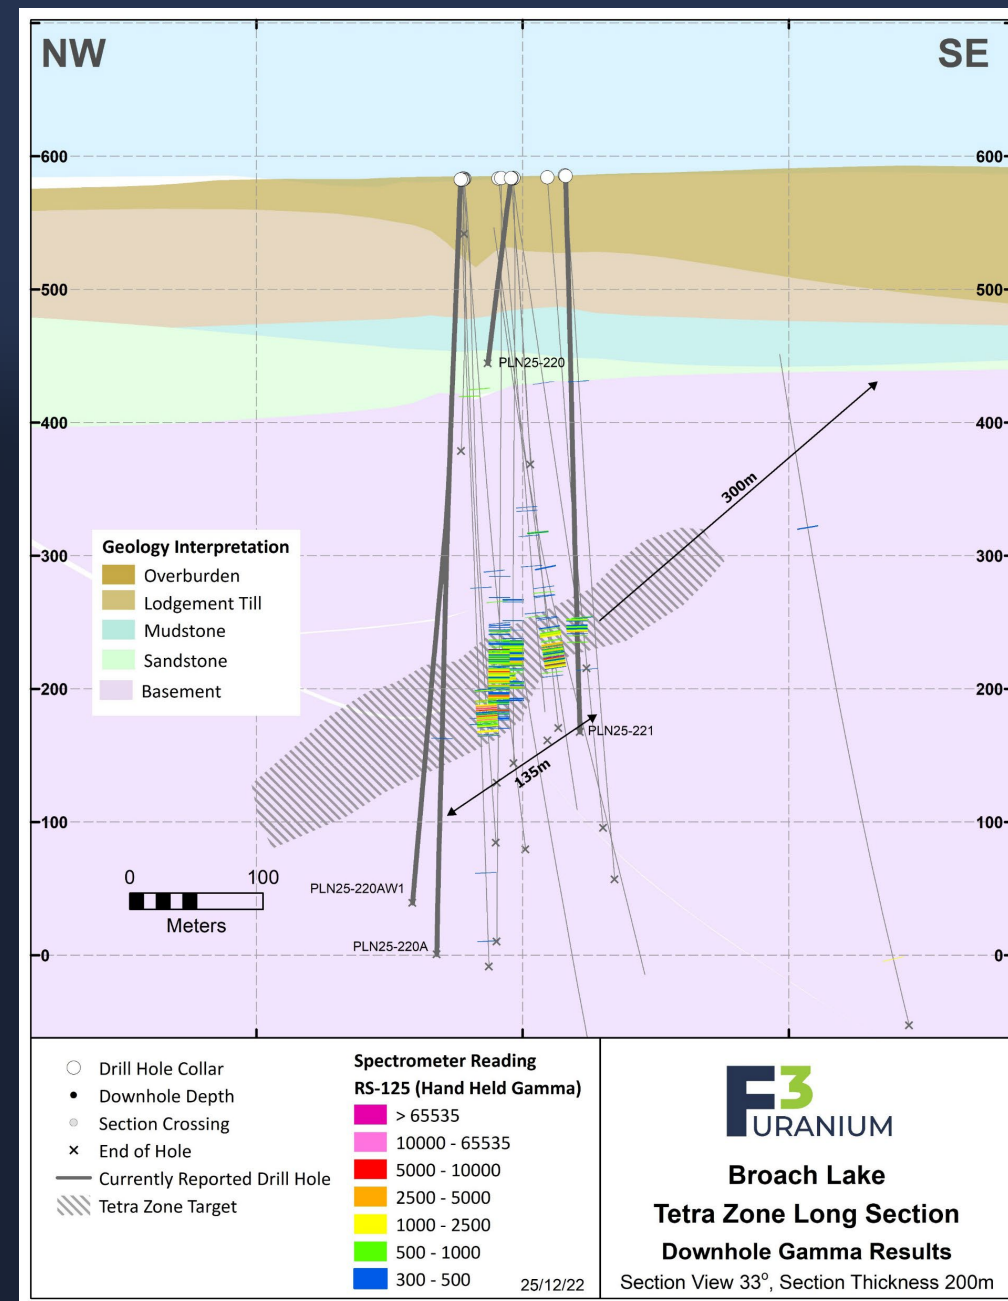 NW
SE
600
600
500
500
PLN25-220
400
400
300m
300
300
Geology Interpretation
Overburden
Lodgement Till
Mudstone
Sandstone
Basement
200
200
PLN25-221
135m
100
100
0
100
Meters
PLN25-220AW1
PLN25-220A
0
0
Drill Hole Collar
Downhole Depth
Section Crossing
End of Hole
Currently Reported Drill Hole
Tetra Zone Target
Spectrometer Reading
RS-125 (Hand Held Gamma)
> 65535
10000 - 65535
5000 - 10000
2500 - 5000
1000 - 2500
500 - 1000
300 - 500
25/12/22
F3
URANIUM
Broach Lake
Tetra Zone Long Section
Downhole Gamma Results
Section View 33°, Section Thickness 200m